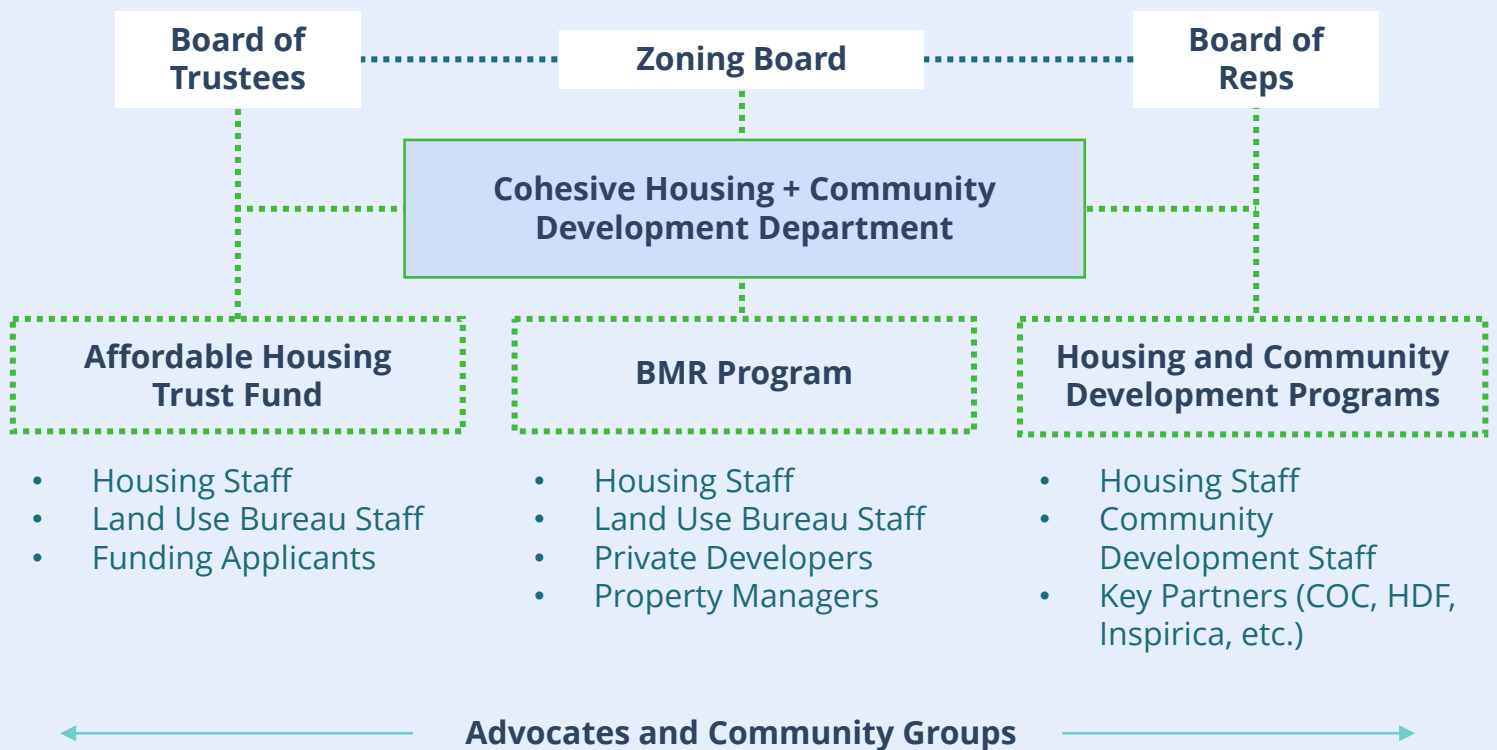 Board of
Trustees
Zoning Board
Board of
Reps
Cohesive Housing + Community
Development Department
Affordable Housing
Trust Fund
BMR Program
Housing and Community
Development Programs
• Housing Staff
• Land Use Bureau Staff
• Funding Applicants
• Housing Staff
• Land Use Bureau Staff
• Private Developers
• Property Managers
• Housing Staff
• Community
Development Staff
• Key Partners (COC, HDF,
Inspirica, etc.)
Advocates and Community Groups